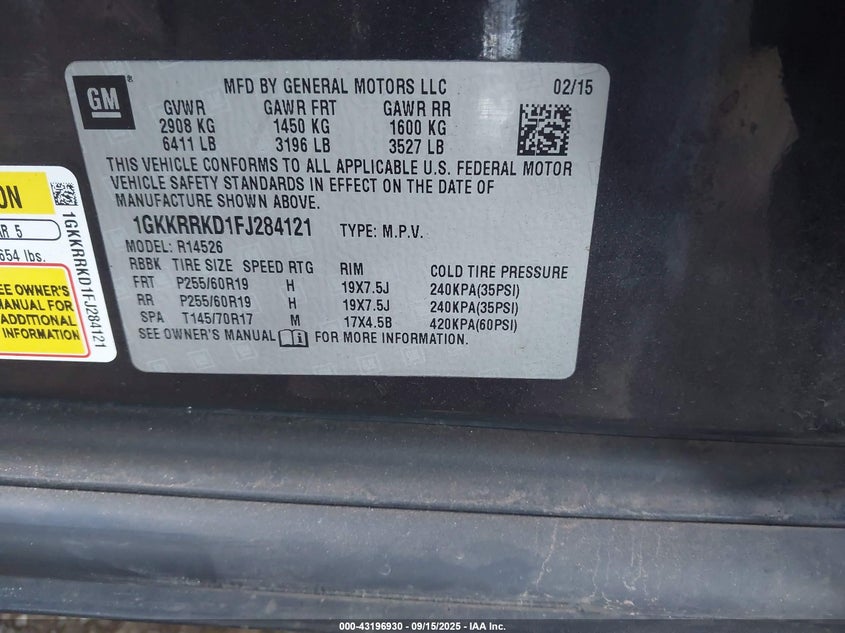 GM
MFD BY GENERAL MOTORS LLC 02/15
GVWR GAWR FRT GAWR RR
2908 KG 1450 KG 1600 KG
6411 LB 3196 LB 3527 LB
THIS VEHICLE CONFORMS TO ALL APPLICABLE U.S. FEDERAL MOTOR
VEHICLE SAFETY STANDARDS IN EFFECT ON THE DATE OF
MANUFACTURE SHOWN ABOVE.
1GKKRRKD1FJ284121 TYPE: M.P.V.
MODEL: R14526
RBBK TIRE SIZE SPEED RTG RIM COLD TIRE PRESSURE
FRT P255/60R19 H 19X7.5J 240KPA(35PSI)
RR P255/60R19 H 19X7.5J 240KPA(35PSI)
SPA T145/70R17 M 17X4.5B 420KPA(60PSI)
SEE OWNER'S MANUAL FOR MORE INFORMATION.
ON
AR 5
654 lbs.
EE OWNER'S
MANUAL FOR
ADDITIONAL
INFORMATION
1GKKRRKD1FJ284121
000-43196930 - 09/15/2025 - IAA Inc.